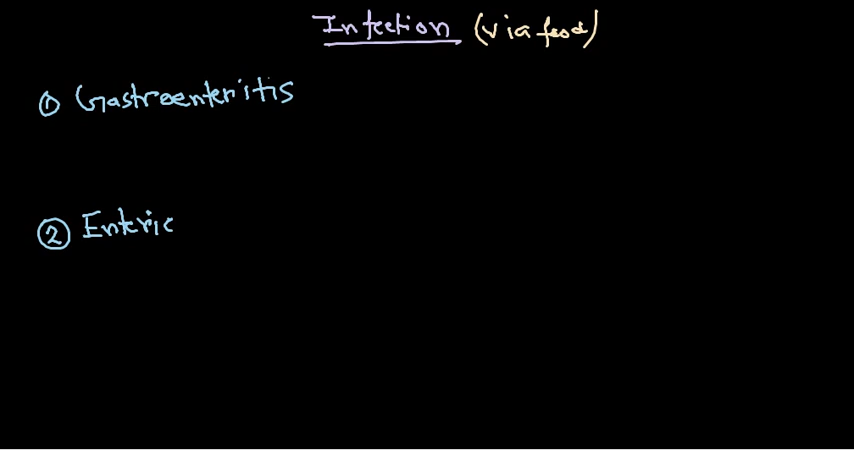 Infection (via food)
① Gastroenteritis
② Enteric